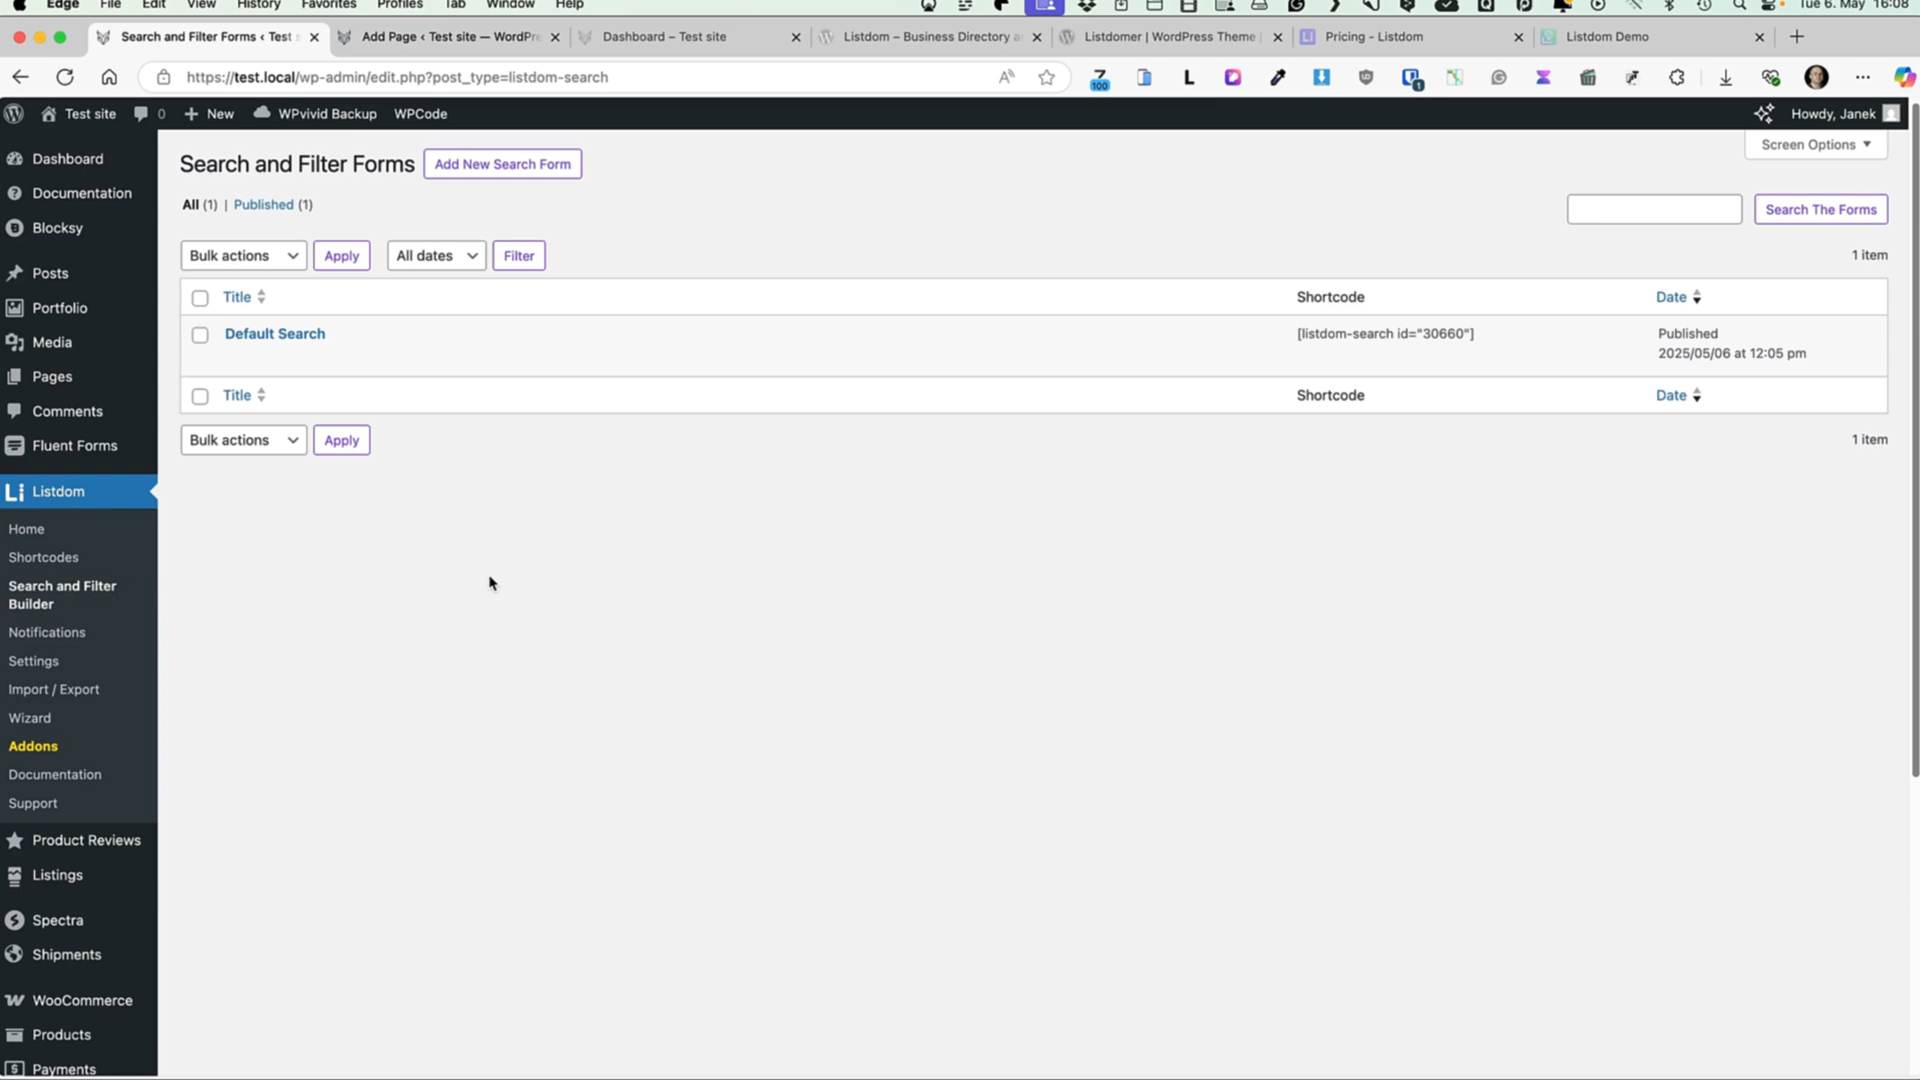 Edge File Edit View History Favorites Profiles Tab Window Help Tue 6. May 16:08
Search and Filter Forms ‹ Test Add Page ‹ Test site — WordPr Dashboard – Test site Listdom – Business Directory a Listdomer | WordPress Theme | Pricing - Listdom Listdom Demo
https://test.local/wp-admin/edit.php?post_type=listdom-search
100 1
Test site 0 New WPvivid Backup WPCode Howdy, Janek
Screen Options
Search and Filter Forms Add New Search Form
All (1) | Published (1)
Search The Forms
Bulk actions Apply All dates Filter 1 item
Title Shortcode Date
Default Search [listdom-search id="30660"] Published
2025/05/06 at 12:05 pm
Title Shortcode Date
Bulk actions Apply 1 item
Dashboard
Documentation
Blocksy
Posts
Portfolio
Media
Pages
Comments
Fluent Forms
Listdom
Home
Shortcodes
Search and Filter
Builder
Notifications
Settings
Import / Export
Wizard
Addons
Documentation
Support
Product Reviews
Listings
Spectra
Shipments
WooCommerce
Products
Payments